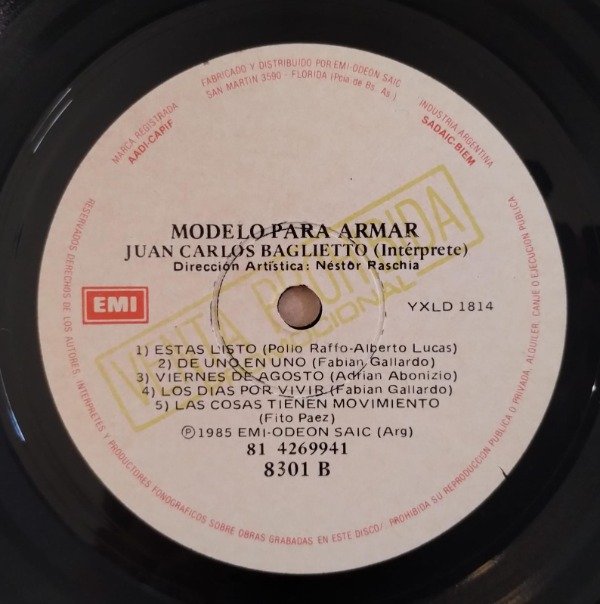 FABRICADO Y DISTRIBUIDO POR EMI-ODEON SAIC
SAN MARTIN 3590 - FLORIDA (Pcia de Bs. As.)
MARCA REGISTRADA
AADI-CAPIF
INDUSTRIA ARGENTINA
SADAIC-BIEM
VENTA PROHIBIDA
MODELO PARA ARMAR
JUAN CARLOS BAGLIETTO (Intérprete)
Dirección Artística: Néstor Raschia
EMI
YXLD 1814
1) ESTAS LISTO (Polio Raffo-Alberto Lucas)
2) DE UNO EN UNO (Fabian Gallardo)
3) VIERNES DE AGOSTO (Adrian Abonizio)
4) LOS DIAS POR VIVIR (Fabian Gallardo)
5) LAS COSAS TIENEN MOVIMIENTO
(Fito Paez)
Ⓟ 1985 EMI-ODEON SAIC (Arg)
81 4269941
8301 B
RESERVADOS DERECHOS DE LOS AUTORES, INTERPRETES Y PRODUCTORES FONOGRAFICOS SOBRE OBRAS GRABADAS EN ESTE DISCO/. PROHIBIDA SU REPRODUCCION PUBLICA O PRIVADA, ALQUILER, CANJE O EJECUCION PUBLICA